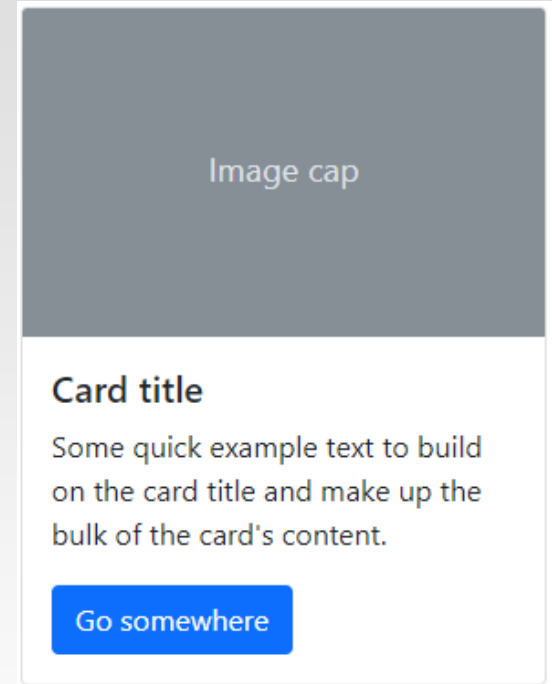 Image cap
Card title
Some quick example text to build
on the card title and make up the
bulk of the card's content.
Go somewhere